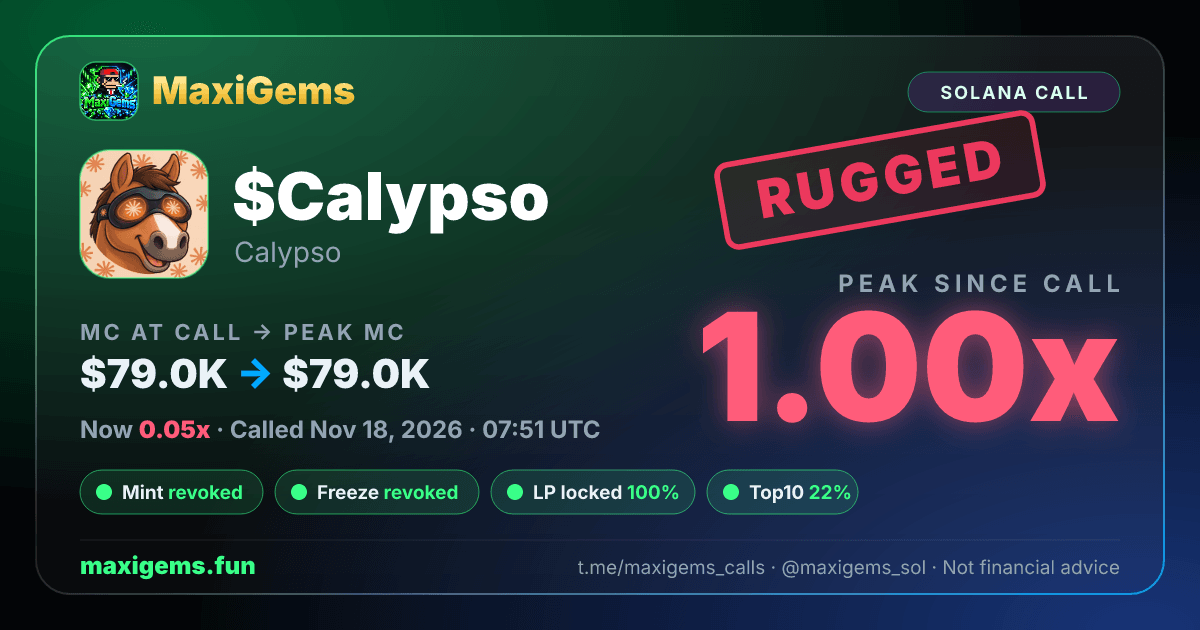 MaxiGems
MaxiGems
SOLANA CALL
RUGGED
$Calypso
Calypso
PEAK SINCE CALL
1.00x
MC AT CALL → PEAK MC
$79.0K → $79.0K
Now 0.05x · Called Nov 18, 2026 · 07:51 UTC
Mint revoked
Freeze revoked
LP locked 100%
Top10 22%
maxigems.fun
t.me/maxigems_calls · @maxigems_sol · Not financial advice